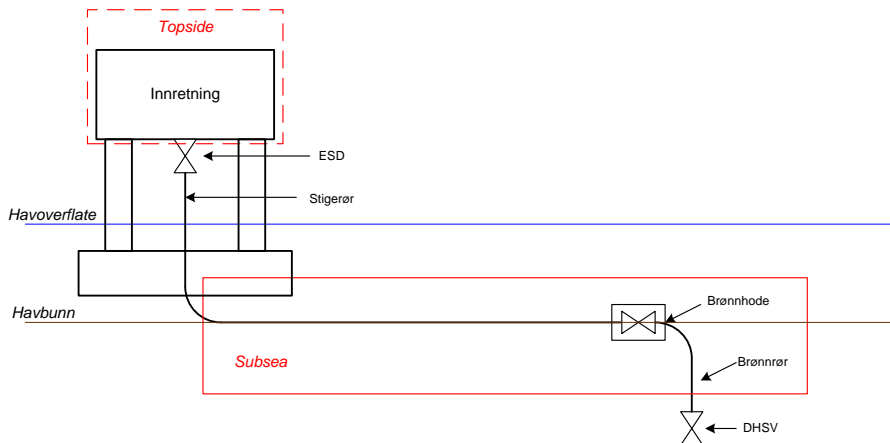 Topside
Innretning
ESD
Stigerør
Havoverflate
Brønnhode
Havbunn
Subsea
Brønnrør
DHSV